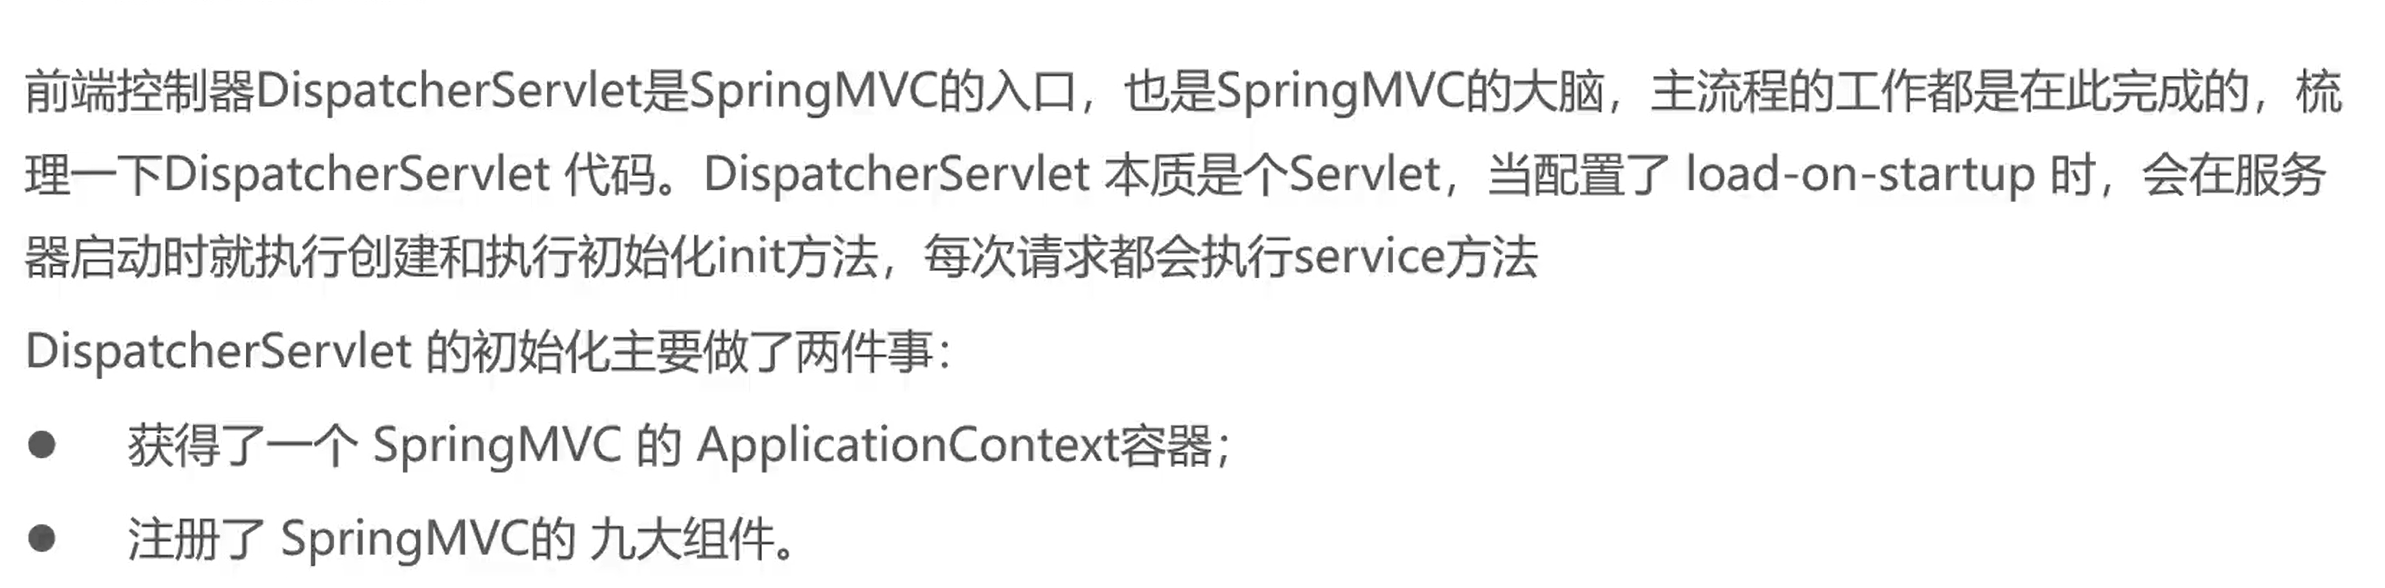 前端控制器DispatcherServlet是SpringMVC的入口，也是SpringMVC的大脑，主流程的工作都是在此完成的，梳
理一下DispatcherServlet 代码。DispatcherServlet 本质是个Servlet，当配置了 load-on-startup 时，会在服务
器启动时就执行创建和执行初始化init方法，每次请求都会执行service方法
DispatcherServlet 的初始化主要做了两件事：
● 获得了一个 SpringMVC 的 ApplicationContext容器；
● 注册了 SpringMVC的 九大组件。